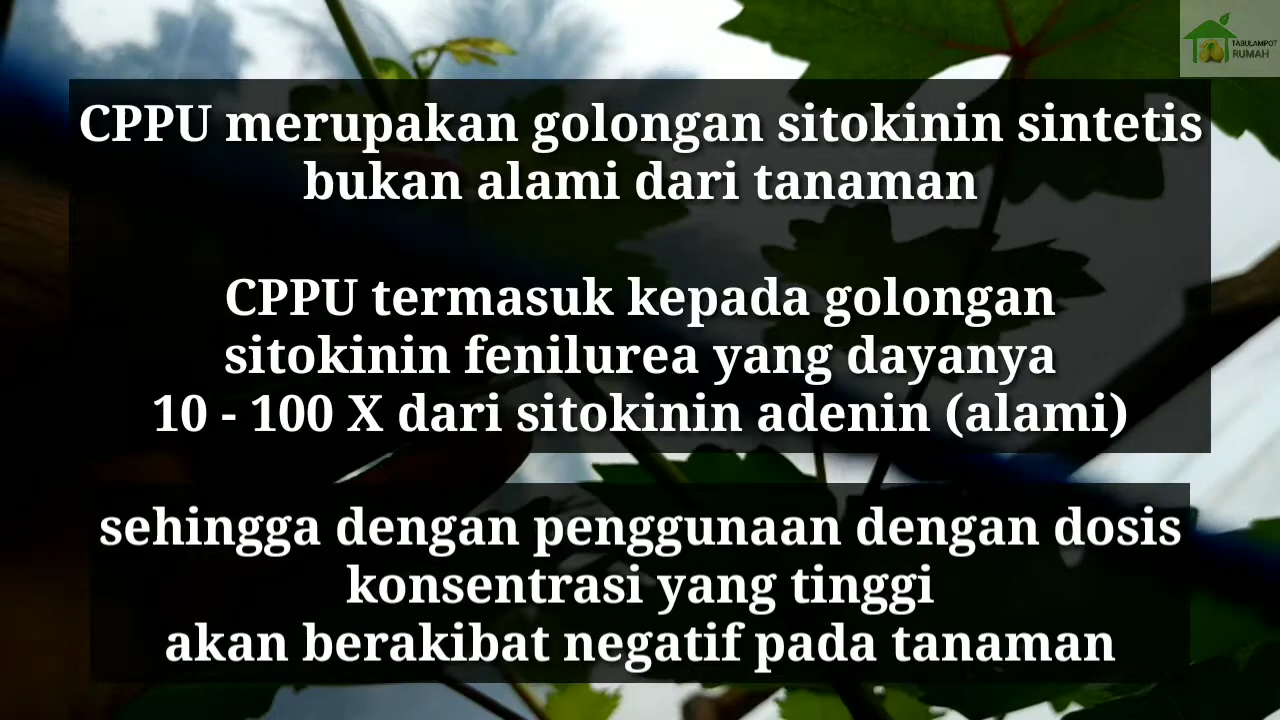 TABULAMPOT
RUMAH
CPPU merupakan golongan sitokinin sintetis
bukan alami dari tanaman
CPPU termasuk kepada golongan
sitokinin fenilurea yang dayanya
10 - 100 X dari sitokinin adenin (alami)
sehingga dengan penggunaan dengan dosis
konsentrasi yang tinggi
akan berakibat negatif pada tanaman